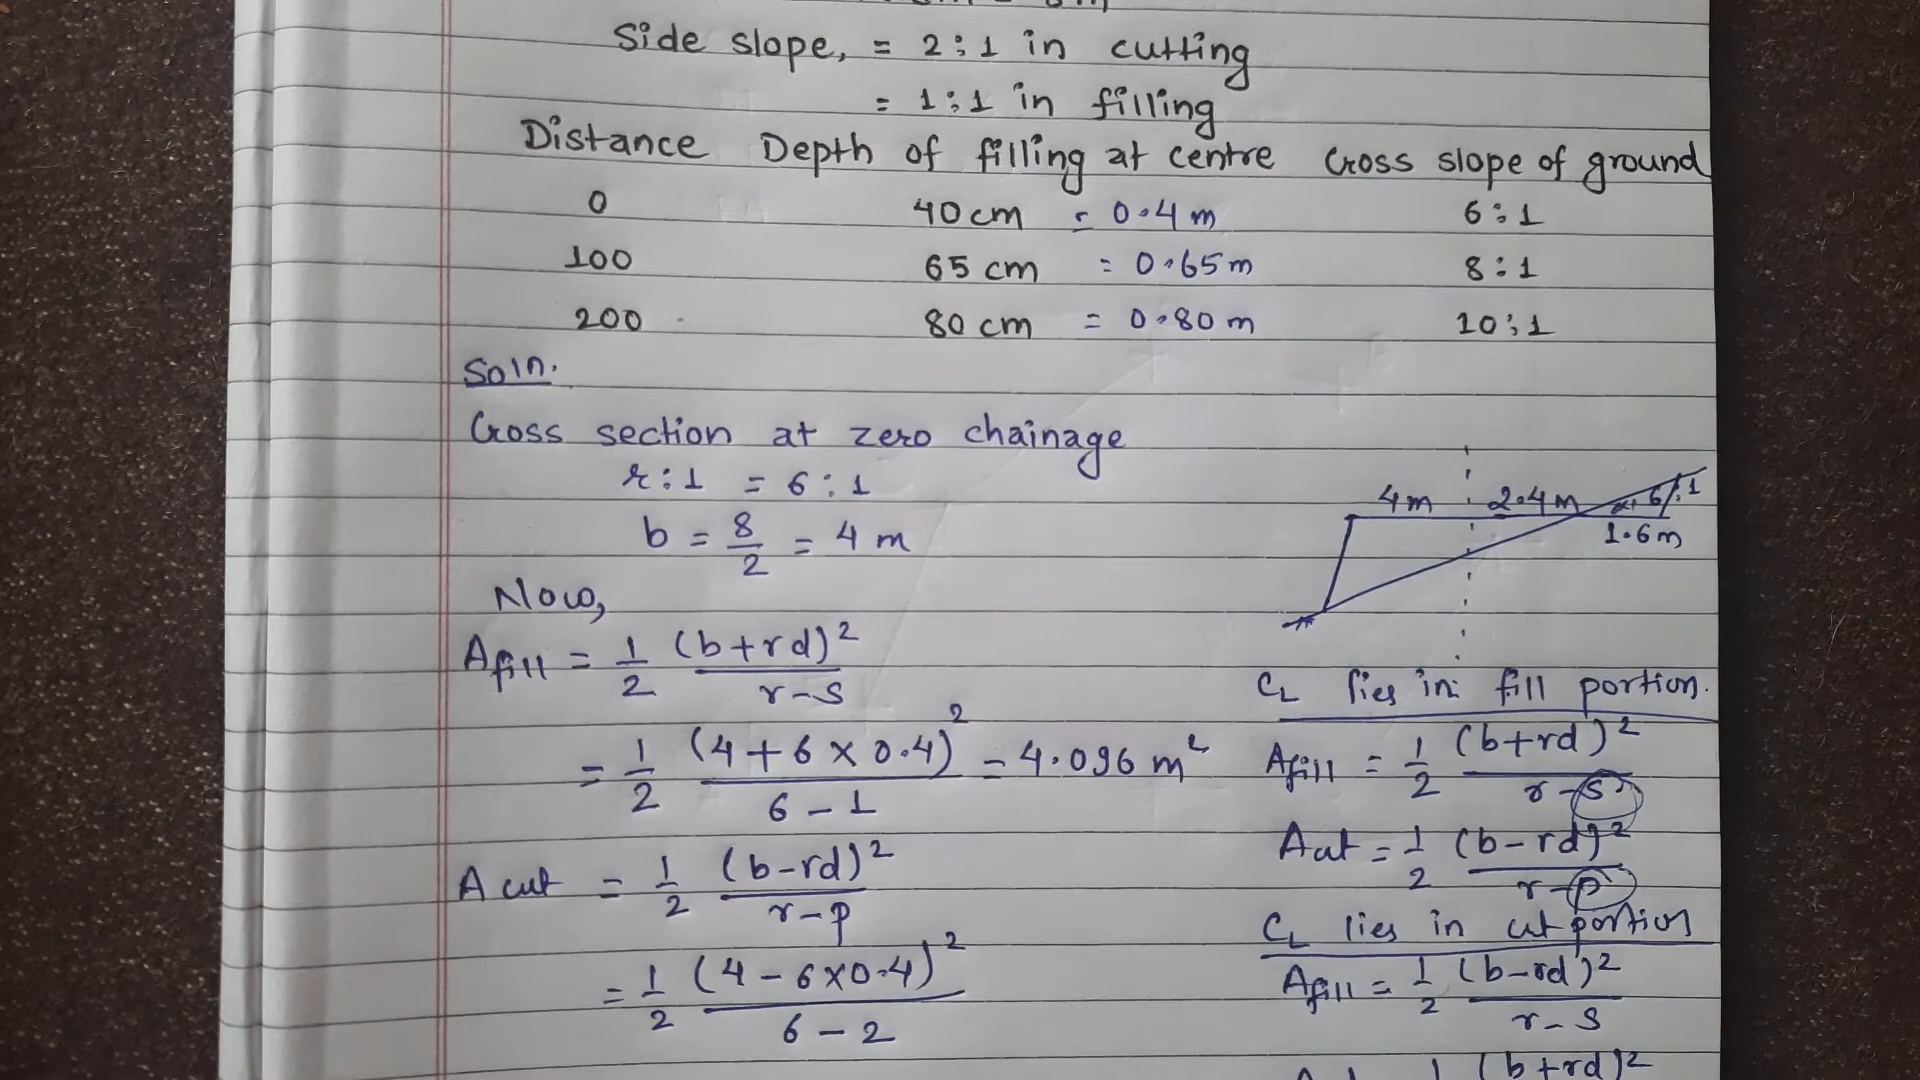 Side slope, = 2:1 in cutting
= 1:1 in filling
Distance Depth of filling at centre Cross slope of ground
0 40 cm = 0.4 m 6:1
100 65 cm = 0.65 m 8:1
200 80 cm = 0.80 m 10:1
Soln.
Cross section at zero chainage
r:1 = 6:1
b = 8/2 = 4 m
Now,
A fill = 1/2 (b+rd)²/r-s
= 1/2 (4+6×0.4)²/6-1 = 4.096 m²
A cut = 1/2 (b-rd)²/r-p
= 1/2 (4-6×0.4)²/6-2
4m 2.4m 6:1
1.6m
CL lies in fill portion.
Afill = 1/2 (b+rd)²/r-s
Acut = 1/2 (b-rd)²/r-p
CL lies in cut portion
Afill = 1/2 (b-rd)²/r-s
1 (b+rd)²